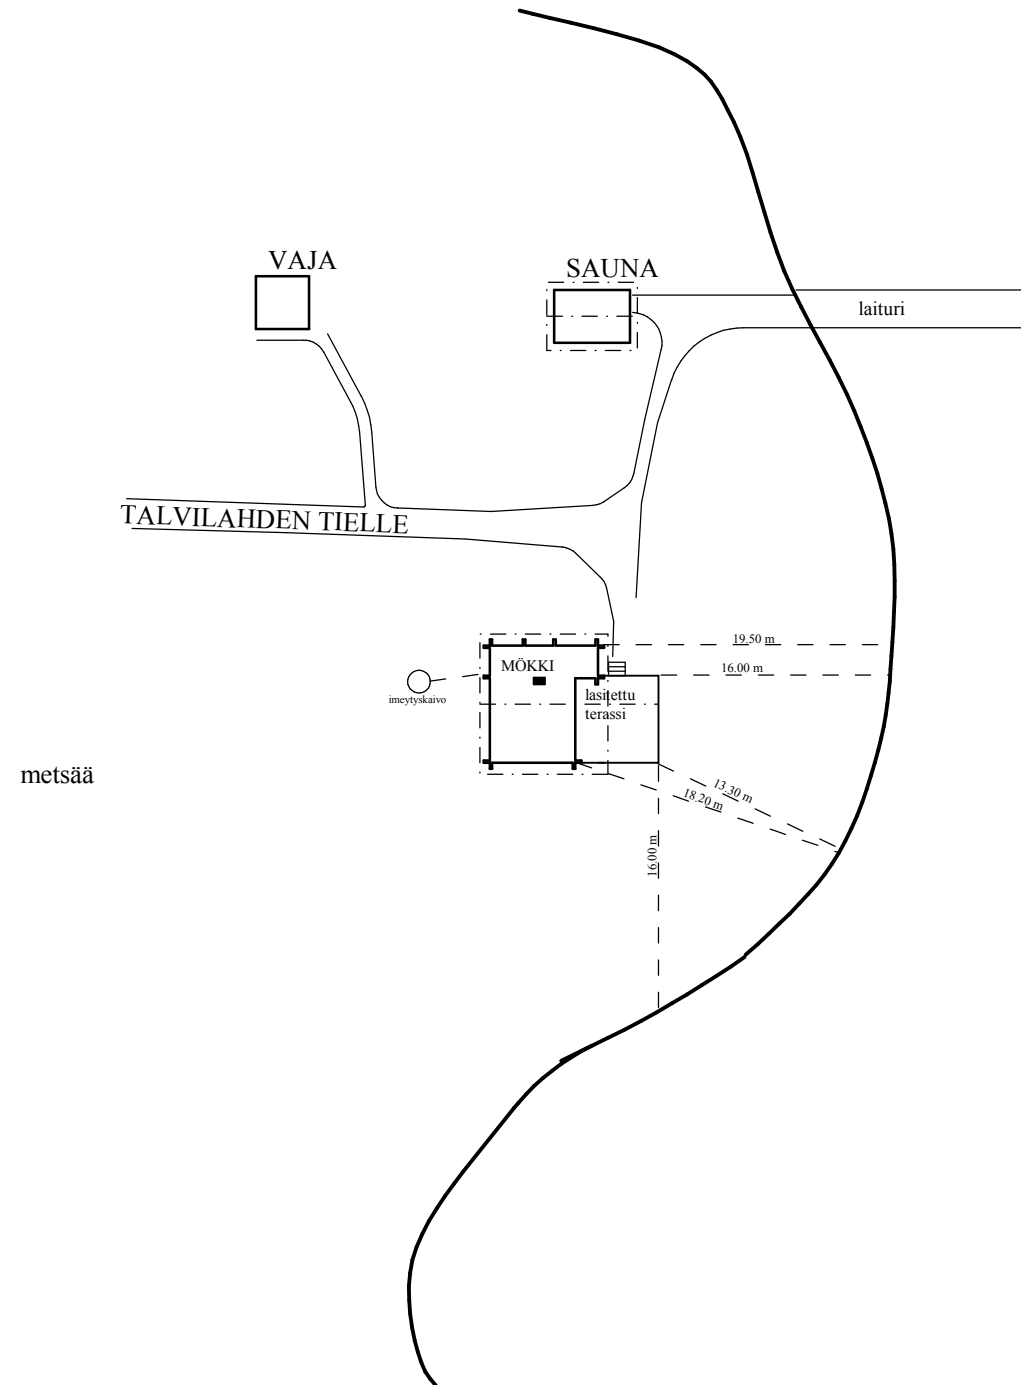 VAJA
SAUNA
laituri
TALVILAHDEN TIELLE
19.50 m
MÖKKI
16.00 m
imeytyskaivo
lasitettu
terassi
metsää
13.30 m
18.20 m
16.00 m